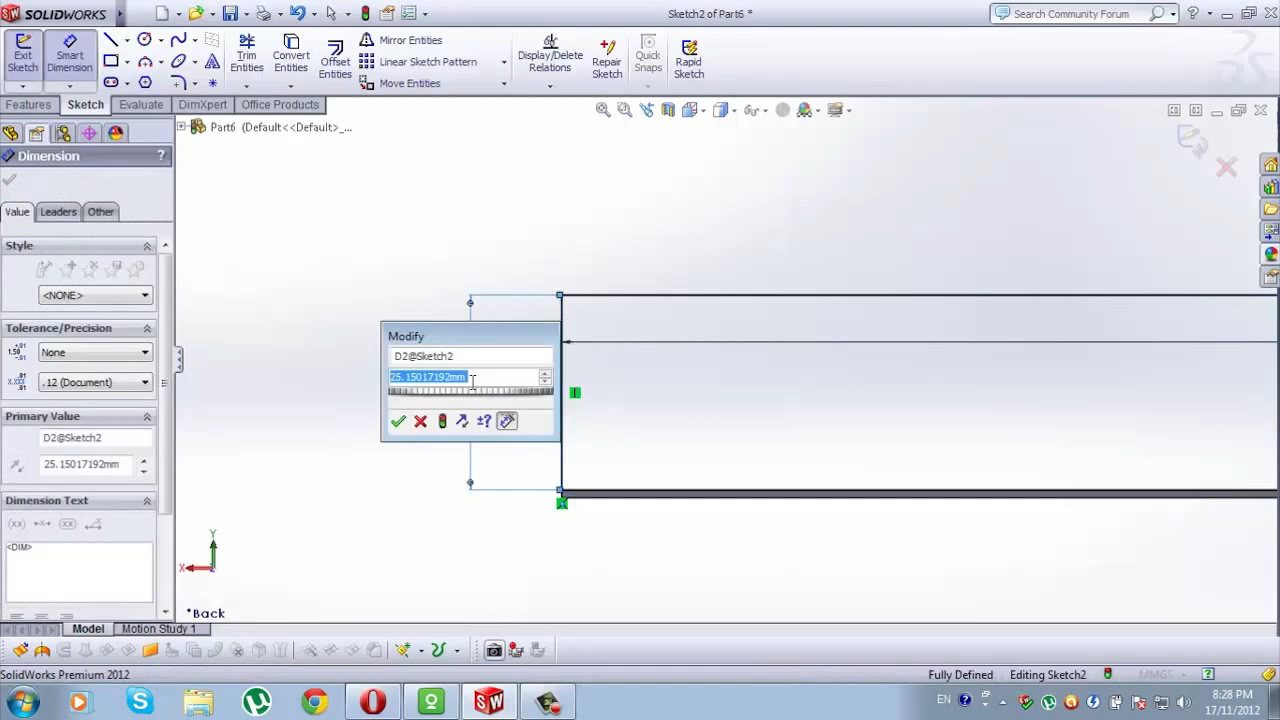 SOLIDWORKS
Sketch2 of Part6 *
Search Community Forum
Exit Sketch
Smart Dimension
Trim Entities
Convert Entities
Offset Entities
Mirror Entities
Linear Sketch Pattern
Move Entities
Display/Delete Relations
Repair Sketch
Quick Snaps
Rapid Sketch
Features
Sketch
Evaluate
DimXpert
Office Products
Part6 (Default<<Default>_...
Dimension
?
Value
Leaders
Other
Style
<NONE>
Tolerance/Precision
None
.12 (Document)
Primary Value
D2@Sketch2
25.15017192mm
Dimension Text
<DIM>
Modify
D2@Sketch2
25.15017192mm
±?
Y
X
*Back
Model
Motion Study 1
SolidWorks Premium 2012
Fully Defined
Editing Sketch2
MMGS
EN
8:28 PM
17/11/2012